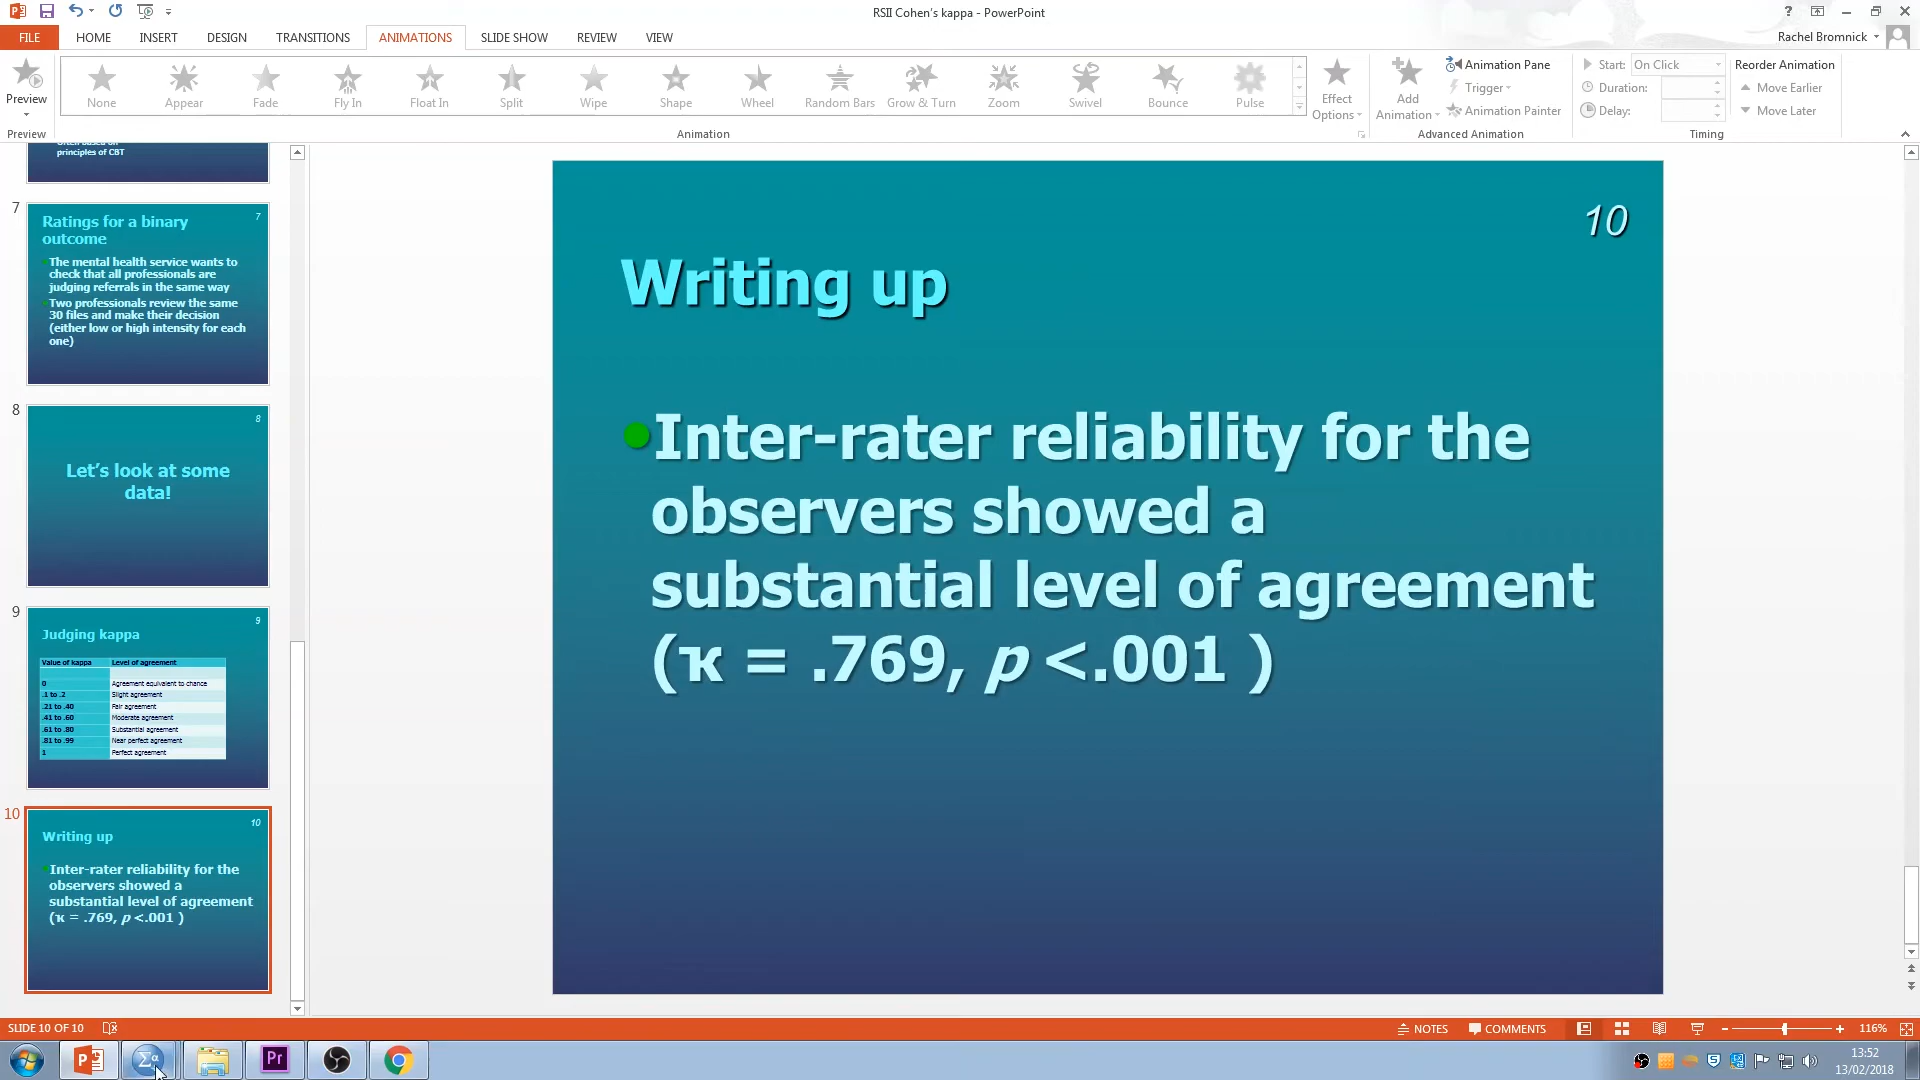 RSII Cohen's kappa - PowerPoint
FILE HOME INSERT DESIGN TRANSITIONS ANIMATIONS SLIDE SHOW REVIEW VIEW
Rachel Bromnick
Preview
None Appear Fade Fly In Float In Split Wipe Shape Wheel Random Bars Grow & Turn Zoom Swivel Bounce Pulse
Effect
Options
Add
Animation
Animation Pane
Trigger
Animation Painter
Start: On Click
Duration:
Delay:
Reorder Animation
Move Earlier
Move Later
Preview
Animation
Advanced Animation
Timing
principles of CBT
7
Ratings for a binary 7
outcome
The mental health service wants to
check that all professionals are
judging referrals in the same way
Two professionals review the same
30 files and make their decision
(either low or high intensity for each
one)
8
8
Let's look at some
data!
9
9
Judging kappa
Value of kappa Level of agreement
0 Agreement equivalent to chance
.1 to .2 Slight agreement
.21 to .40 Fair agreement
.41 to .60 Moderate agreement
.61 to .80 Substantial agreement
.81 to .99 Near perfect agreement
1 Perfect agreement
10
10
Writing up
Inter-rater reliability for the
observers showed a
substantial level of agreement
(ҡ = .769, p <.001 )
10
Writing up
•Inter-rater reliability for the
observers showed a
substantial level of agreement
(ҡ = .769, p <.001 )
SLIDE 10 OF 10
NOTES COMMENTS 116%
Σα
Pr
13:52
13/02/2018